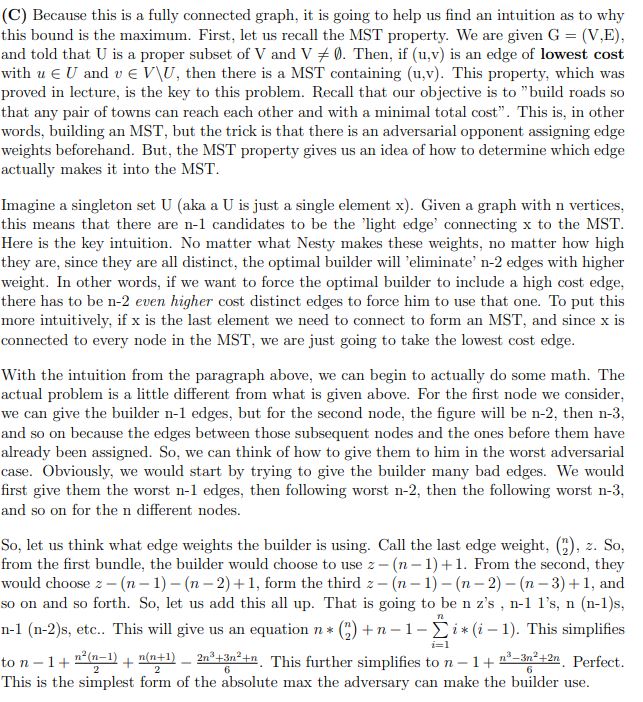 (C) Because this is a fully connected graph, it is going to help us find an intuition as to why
this bound is the maximum. First, let us recall the MST property. We are given G = (V,E),
and told that U is a proper subset of V and V ≠ ∅. Then, if (u,v) is an edge of lowest cost
with u ∈ U and v ∈ V\U, then there is a MST containing (u,v). This property, which was
proved in lecture, is the key to this problem. Recall that our objective is to "build roads so
that any pair of towns can reach each other and with a minimal total cost". This is, in other
words, building an MST, but the trick is that there is an adversarial opponent assigning edge
weights beforehand. But, the MST property gives us an idea of how to determine which edge
actually makes it into the MST.
Imagine a singleton set U (aka a U is just a single element x). Given a graph with n vertices,
this means that there are n-1 candidates to be the 'light edge' connecting x to the MST.
Here is the key intuition. No matter what Nesty makes these weights, no matter how high
they are, since they are all distinct, the optimal builder will 'eliminate' n-2 edges with higher
weight. In other words, if we want to force the optimal builder to include a high cost edge,
there has to be n-2 even higher cost distinct edges to force him to use that one. To put this
more intuitively, if x is the last element we need to connect to form an MST, and since x is
connected to every node in the MST, we are just going to take the lowest cost edge.
With the intuition from the paragraph above, we can begin to actually do some math. The
actual problem is a little different from what is given above. For the first node we consider,
we can give the builder n-1 edges, but for the second node, the figure will be n-2, then n-3,
and so on because the edges between those subsequent nodes and the ones before them have
already been assigned. So, we can think of how to give them to him in the worst adversarial
case. Obviously, we would start by trying to give the builder many bad edges. We would
first give them the worst n-1 edges, then following worst n-2, then the following worst n-3,
and so on for the n different nodes.
So, let us think what edge weights the builder is using. Call the last edge weight, (n 2), z. So,
from the first bundle, the builder would choose to use z − (n − 1) + 1. From the second, they
would choose z − (n − 1) − (n − 2) + 1, form the third z − (n − 1) − (n − 2) − (n − 3) + 1, and
so on and so forth. So, let us add this all up. That is going to be n z's , n-1 1's, n (n-1)s,
n-1 (n-2)s, etc.. This will give us an equation n ∗ (n 2) + n − 1 − ∑_{i=1}^{n} i ∗ (i − 1). This simplifies
to n − 1 + n²(n−1)/2 + n(n+1)/2 − 2n³+3n²+n/6. This further simplifies to n − 1 + n³−3n²+2n/6. Perfect.
This is the simplest form of the absolute max the adversary can make the builder use.